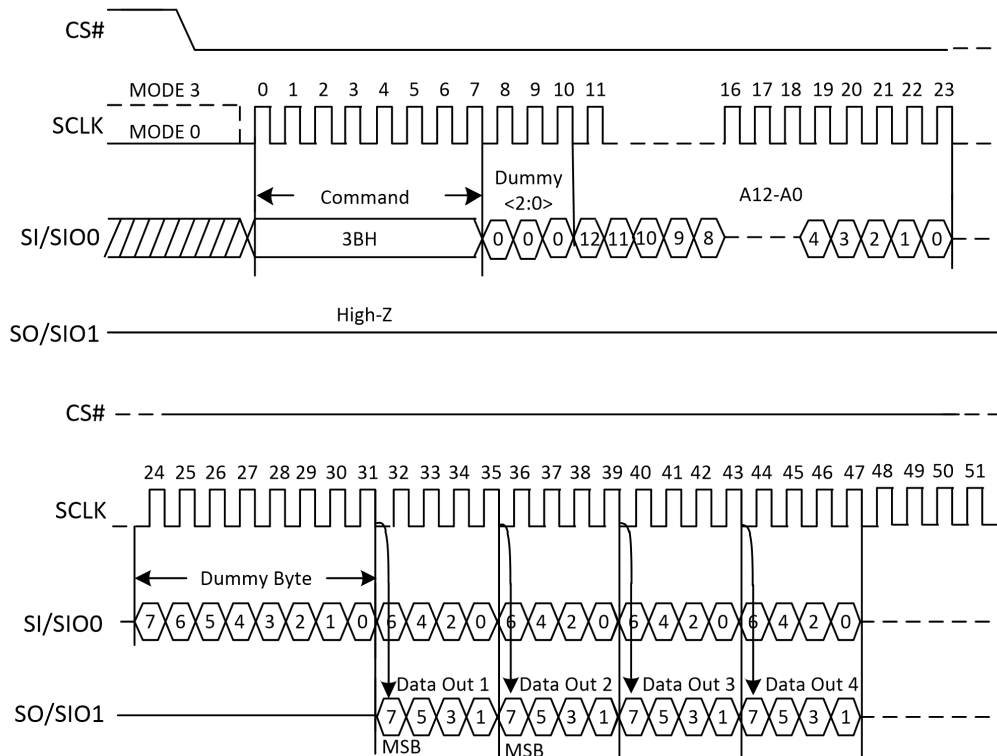 CS#
MODE 3
0 1 2 3 4 5 6 7 8 9 10 11 16 17 18 19 20 21 22 23
SCLK
MODE 0
Command
Dummy
<2:0>
A12-A0
SI/SIO0
3BH
0 0 0 12 11 10 9 8 4 3 2 1 0
High-Z
SO/SIO1
CS#
24 25 26 27 28 29 30 31 32 33 34 35 36 37 38 39 40 41 42 43 44 45 46 47 48 49 50 51
SCLK
Dummy Byte
SI/SIO0
7 6 5 4 3 2 1 0 6 4 2 0 6 4 2 0 6 4 2 0 6 4 2 0
Data Out 1 Data Out 2 Data Out 3 Data Out 4
SO/SIO1
7 5 3 1 7 5 3 1 7 5 3 1 7 5 3 1
MSB MSB